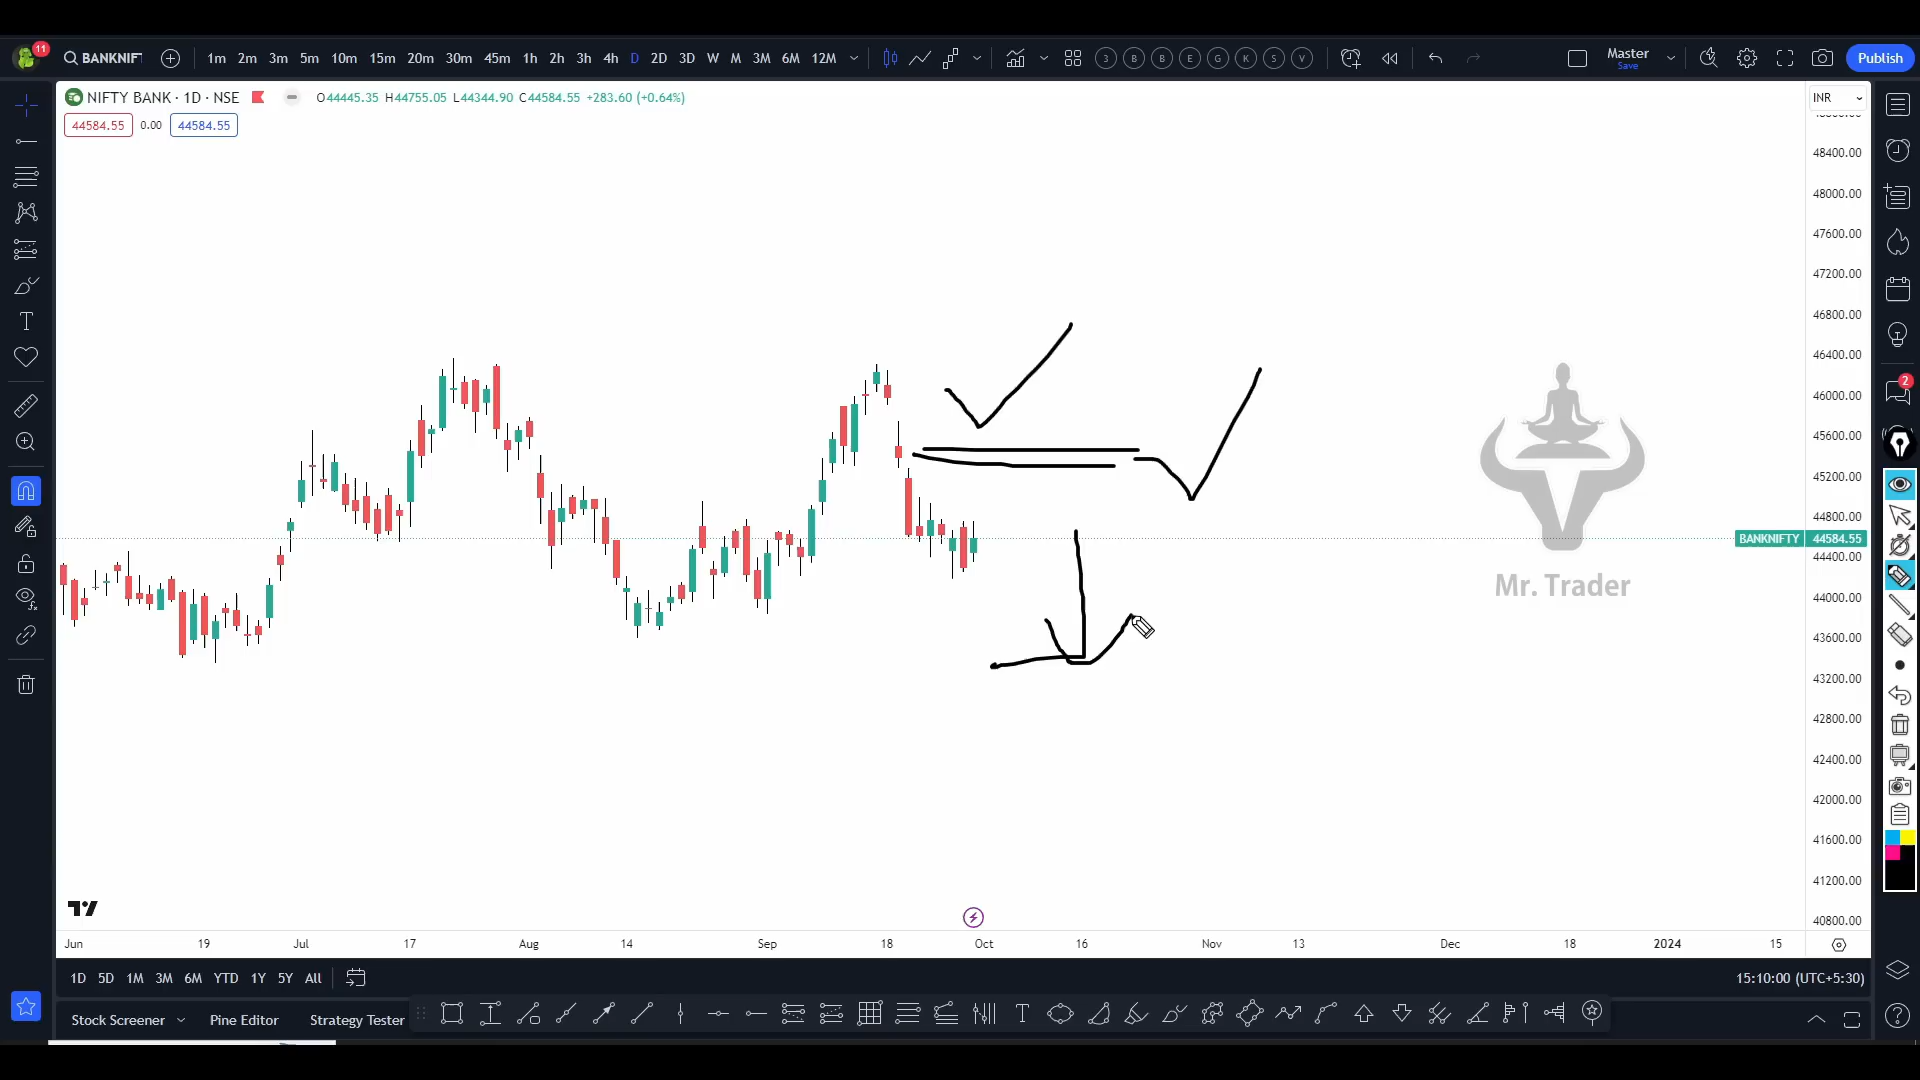 11
BANKNIF
1m 2m 3m 5m 10m 15m 20m 30m 45m 1h 2h 3h 4h D 2D 3D W M 3M 6M 12M
3 B B E G K S V
Master
Save
Publish
NIFTY BANK · 1D · NSE
O44445.35 H44755.05 L44344.90 C44584.55 +283.60 (+0.64%)
INR
44584.55 0.00 44584.55
48400.00
48000.00
47600.00
47200.00
46800.00
46400.00
2
46000.00
45600.00
45200.00
44800.00
BANKNIFTY 44584.55
44400.00
Mr. Trader
44000.00
43600.00
43200.00
42800.00
42400.00
42000.00
41600.00
41200.00
40800.00
Jun 19 Jul 17 Aug 14 Sep 18 Oct 16 Nov 13 Dec 18 2024 15
1D 5D 1M 3M 6M YTD 1Y 5Y All
15:10:00 (UTC+5:30)
Stock Screener Pine Editor Strategy Tester